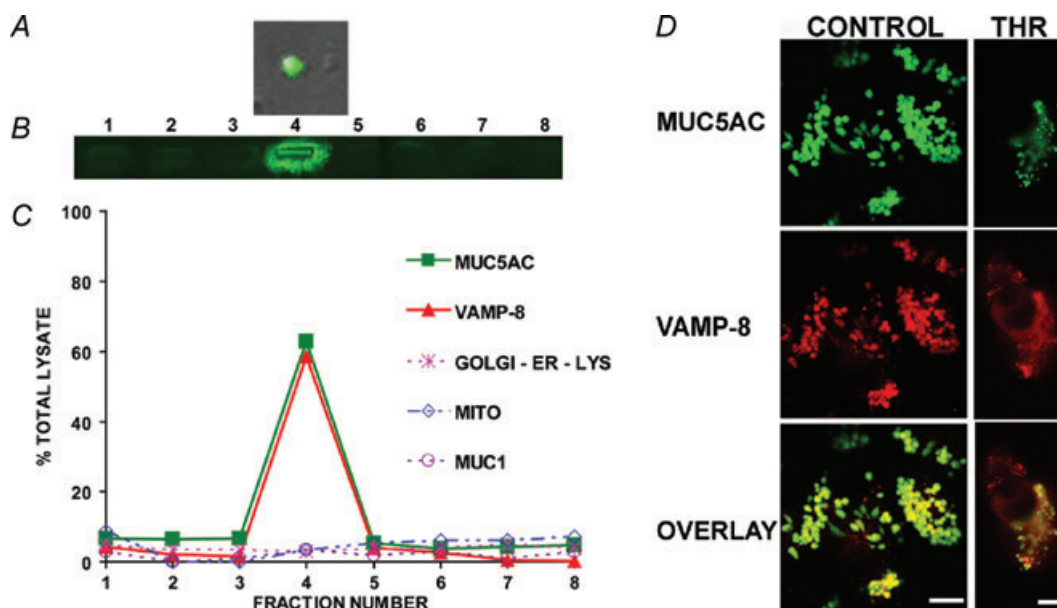 A
B
1 2 3 4 5 6 7 8
C
100
80
60
40
20
0
% TOTAL LYSATE
MUC5AC
VAMP-8
GOLGI - ER - LYS
MITO
MUC1
1 2 3 4 5 6 7 8
FRACTION NUMBER
D
CONTROL THR
MUC5AC
VAMP-8
OVERLAY